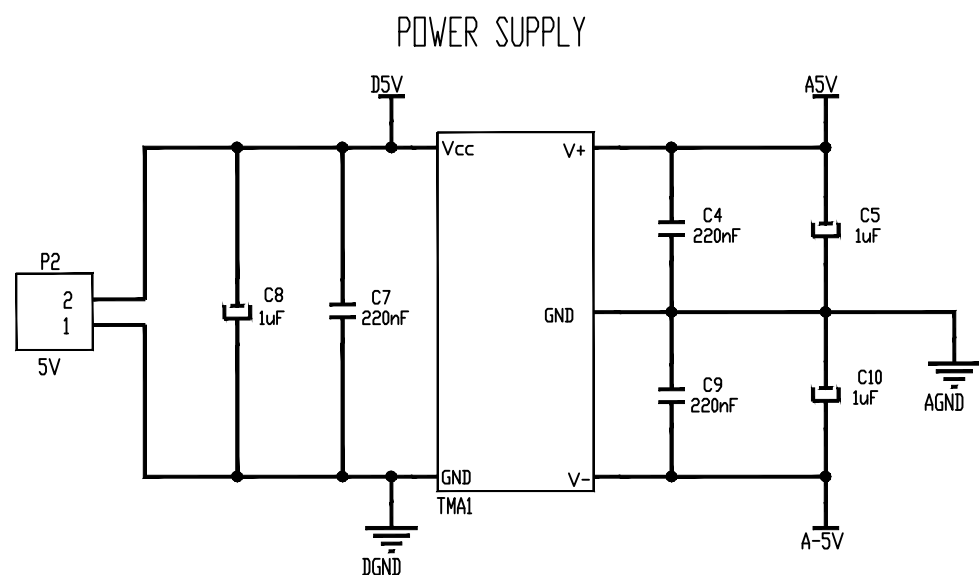 POWER SUPPLY
D5V
A5V
Vcc
V+
C4
220nF
C5
1uF
P2
2
1
5V
C8
1uF
C7
220nF
GND
C9
220nF
C10
1uF
AGND
GND
V-
TMA1
DGND
A-5V